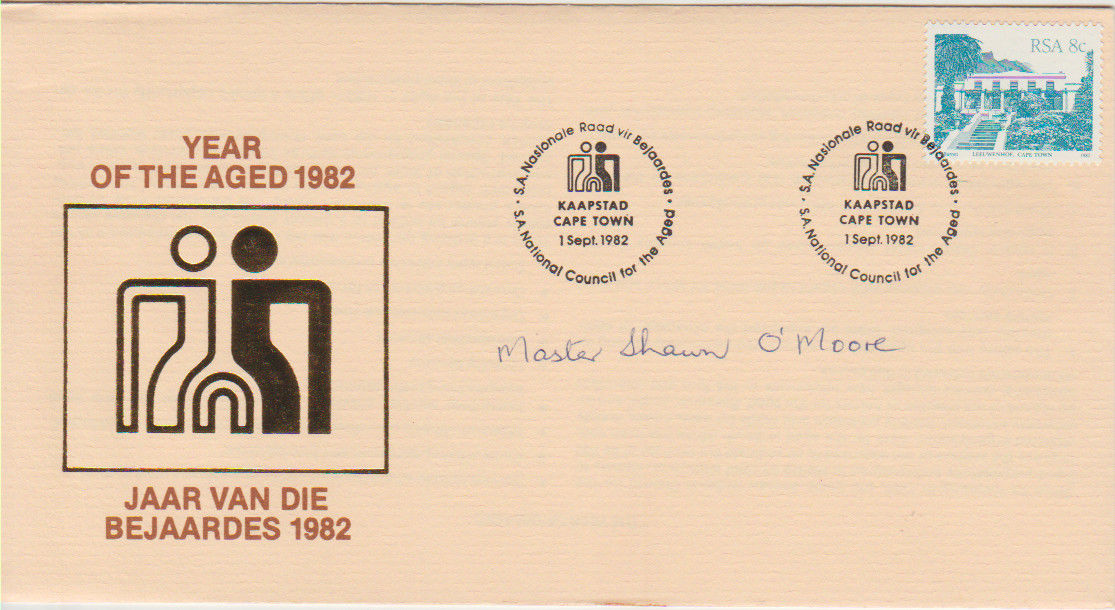 YEAR
OF THE AGED 1982
JAAR VAN DIE
BEJAARDES 1982
· S.A. Nasionale Raad vir Bejaardes ·
KAAPSTAD
CAPE TOWN
1 Sept. 1982
S.A. National Council for the Aged
· S.A. Nasionale Raad vir Bejaardes ·
KAAPSTAD
CAPE TOWN
1 Sept. 1982
S.A. National Council for the Aged
RSA 8c
LEEUWENHOF, CAPE TOWN
1982
Master Shawn O'Moore